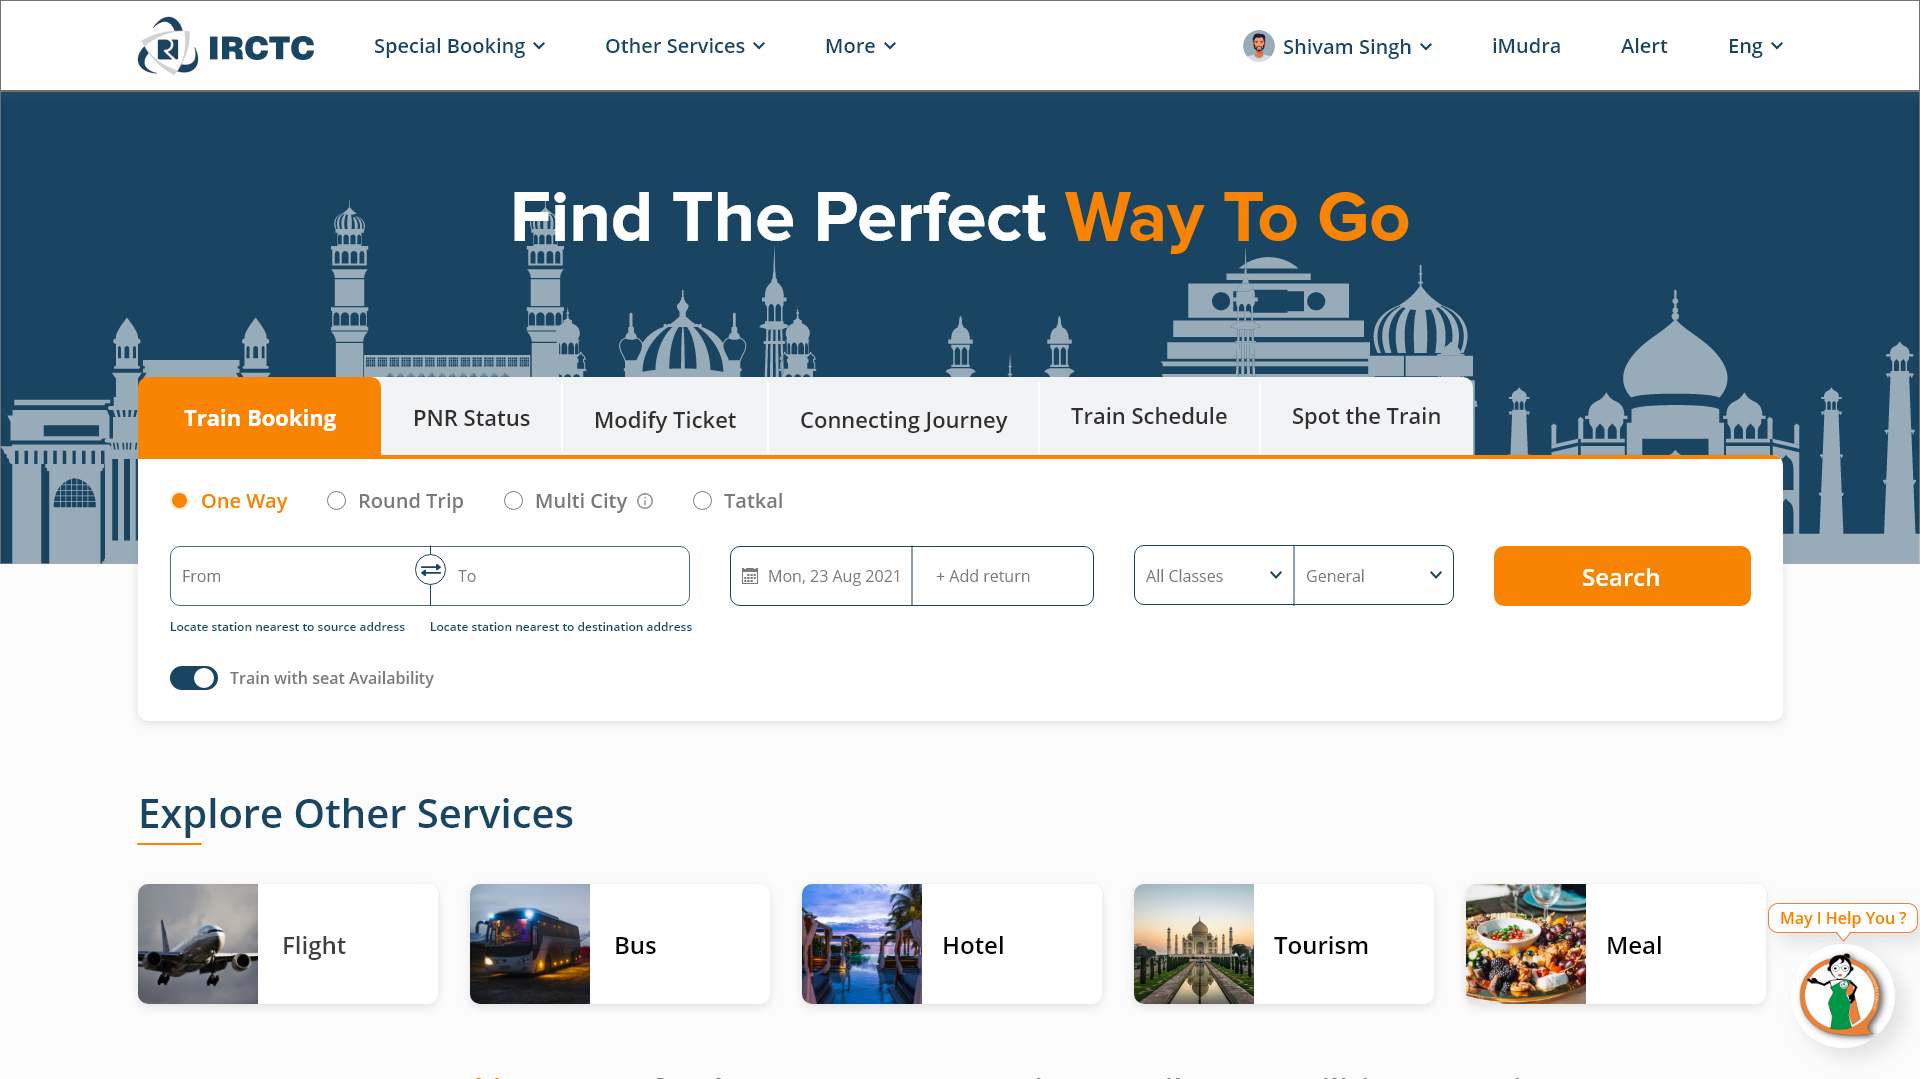 IRCTC
Special Booking
Other Services
More
Shivam Singh
iMudra
Alert
Eng
Find The Perfect Way To Go
Train Booking
PNR Status
Modify Ticket
Connecting Journey
Train Schedule
Spot the Train
One Way
Round Trip
Multi City
Tatkal
From
To
Mon, 23 Aug 2021
+ Add return
All Classes
General
Search
Locate station nearest to source address
Locate station nearest to destination address
Train with seat Availability
Explore Other Services
Flight
Bus
Hotel
Tourism
Meal
May I Help You ?